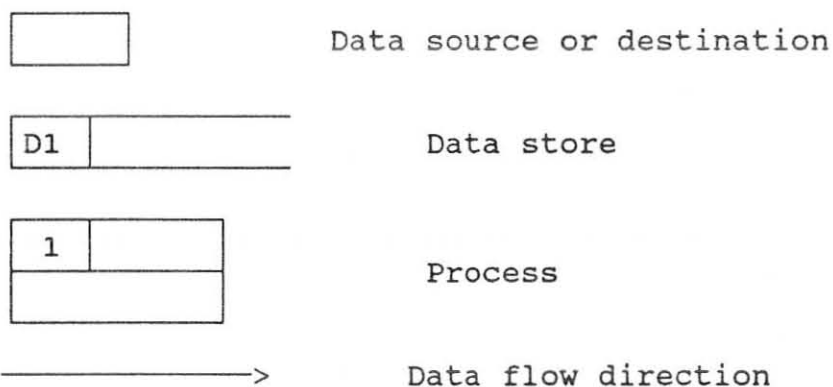 Data source or destination
D1 Data store
1
Process
Data flow direction